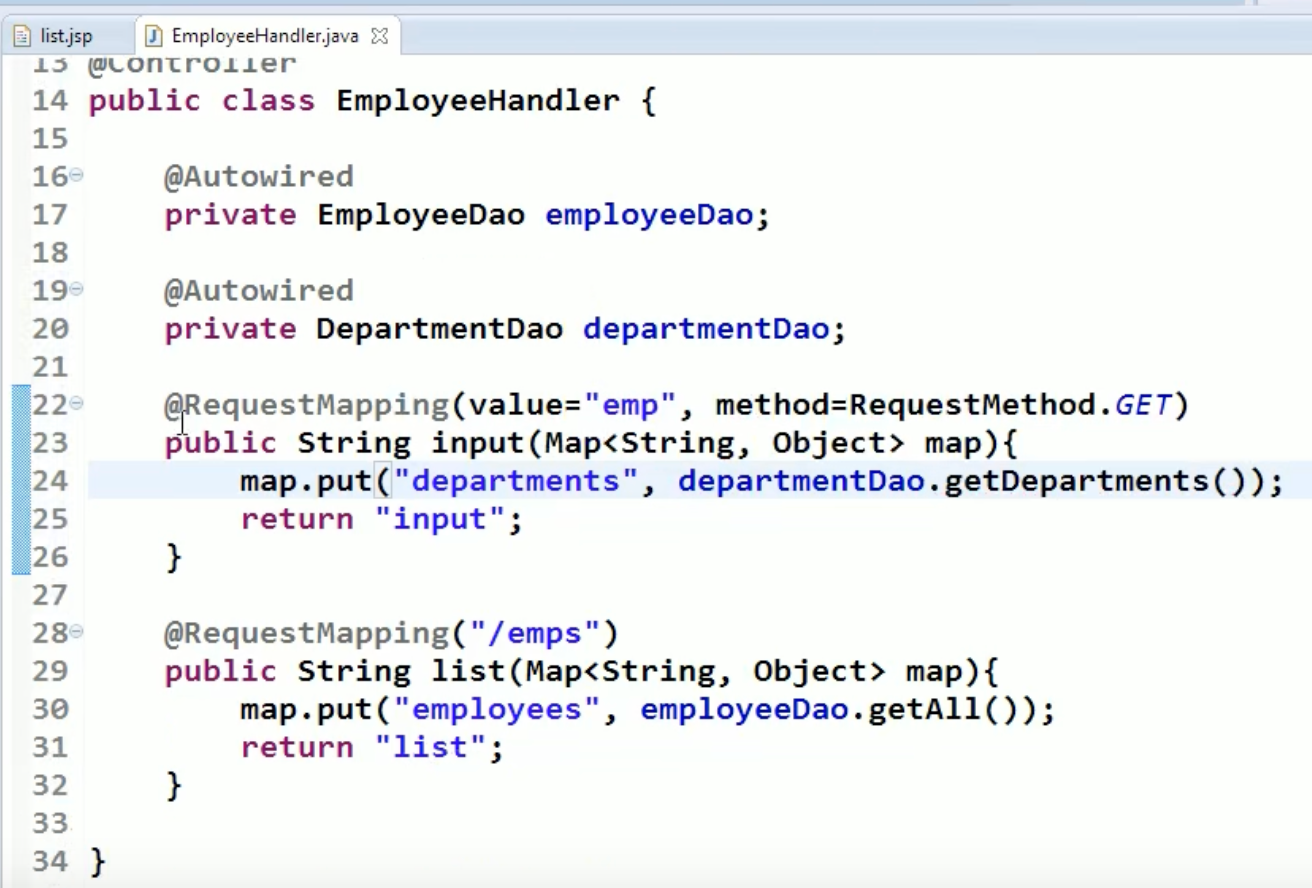 list.jsp
EmployeeHandler.java
13 @Controller
14 public class EmployeeHandler {
15
16 @Autowired
17 private EmployeeDao employeeDao;
18
19 @Autowired
20 private DepartmentDao departmentDao;
21
22 @RequestMapping(value="emp", method=RequestMethod.GET)
23 public String input(Map<String, Object> map){
24 map.put("departments", departmentDao.getDepartments());
25 return "input";
26 }
27
28 @RequestMapping("/emps")
29 public String list(Map<String, Object> map){
30 map.put("employees", employeeDao.getAll());
31 return "list";
32 }
33
34 }